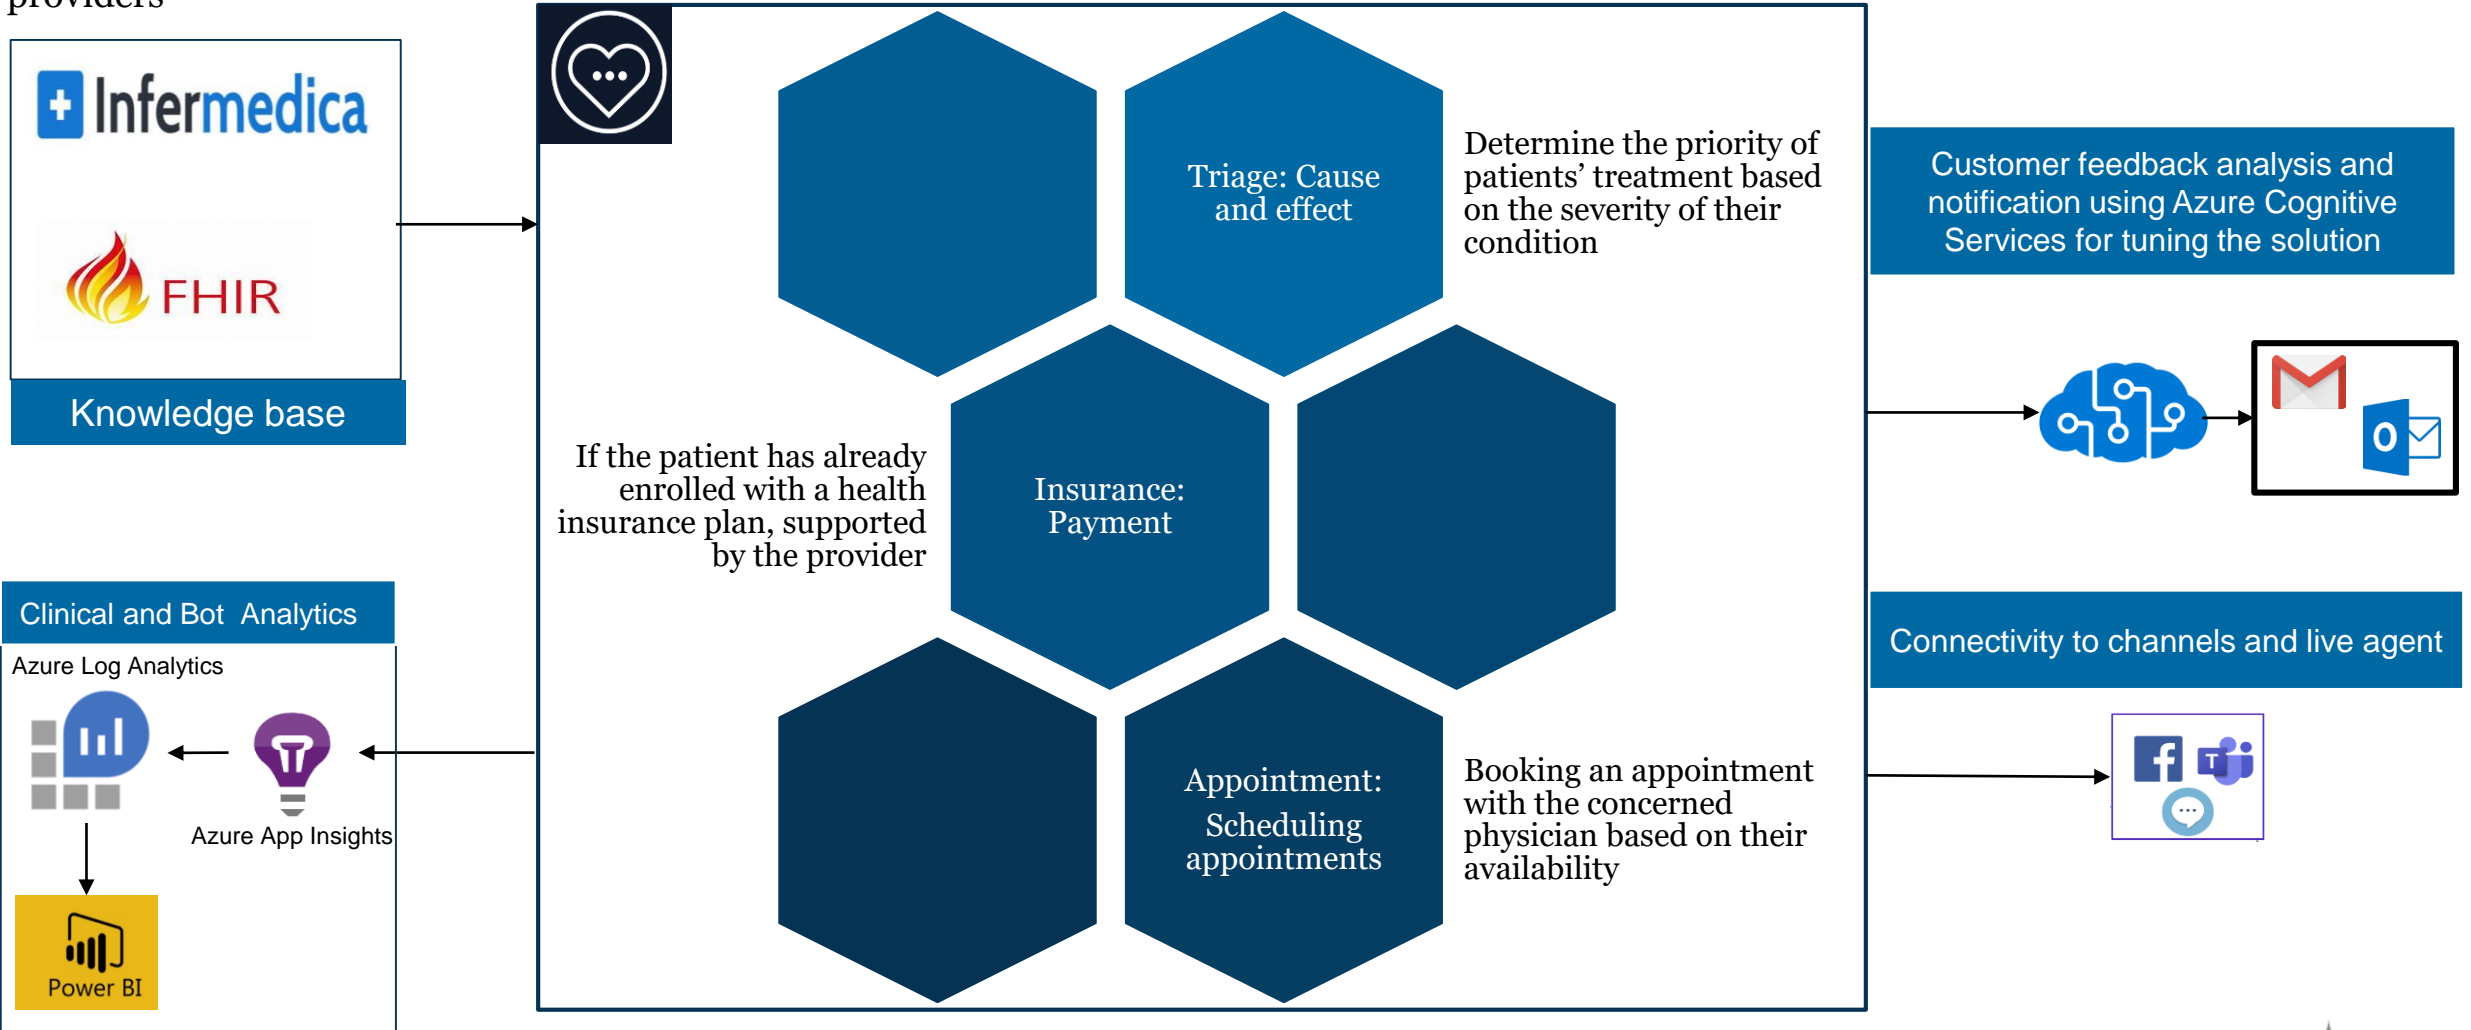 providers
Infermedica
FHIR
Knowledge base
Clinical and Bot Analytics
Azure Log Analytics
Azure App Insights
Power BI
Triage: Cause
and effect
Determine the priority of
patients’ treatment based
on the severity of their
condition
If the patient has already
enrolled with a health
insurance plan, supported
by the provider
Insurance:
Payment
Appointment:
Scheduling
appointments
Booking an appointment
with the concerned
physician based on their
availability
Customer feedback analysis and
notification using Azure Cognitive
Services for tuning the solution
Connectivity to channels and live agent